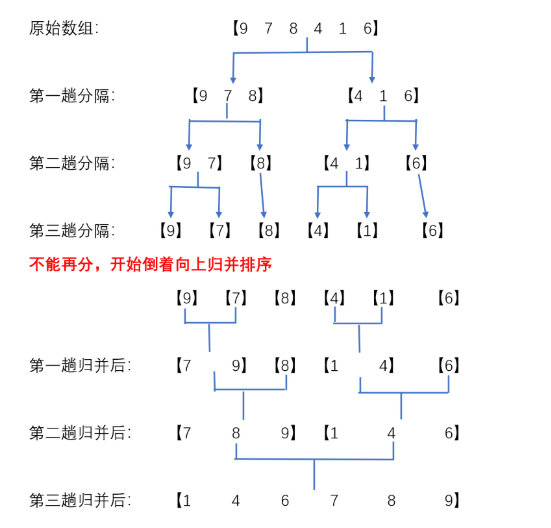 原始数组: 【9 7 8 4 1 6】
第一趟分隔: 【9 7 8】 【4 1 6】
第二趟分隔: 【9 7】 【8】 【4 1】 【6】
第三趟分隔: 【9】 【7】 【8】 【4】 【1】 【6】
不能再分，开始倒着向上归并排序
【9】 【7】 【8】 【4】 【1】 【6】
第一趟归并后: 【7 9】 【8】 【1 4】 【6】
第二趟归并后: 【7 8 9】 【1 4 6】
第三趟归并后: 【1 4 6 7 8 9】